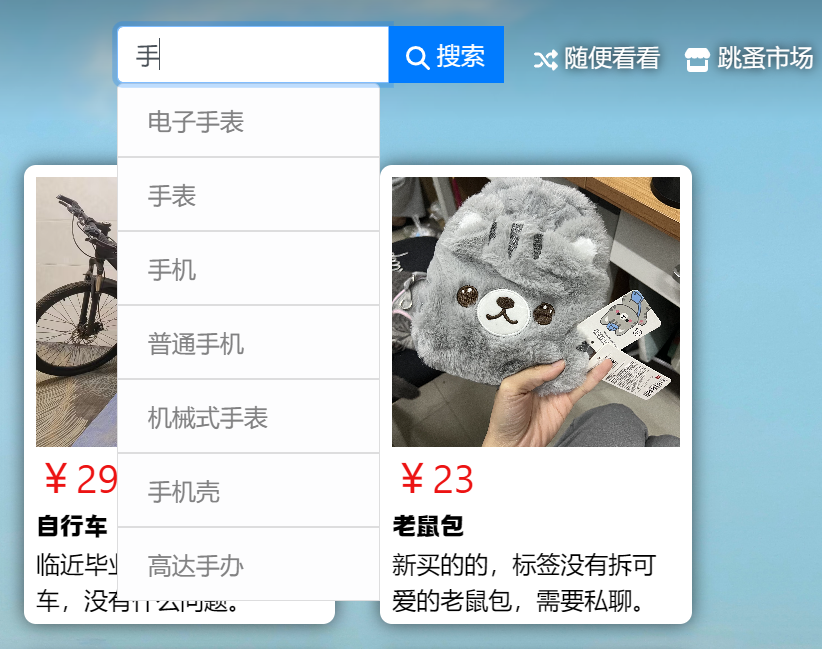 手
搜索
随便看看
跳蚤市场
电子手表
手表
手机
普通手机
机械式手表
手机壳
高达手办
￥29
自行车
临近毕业
车，没有什么问题。
￥23
老鼠包
新买的的，标签没有拆可
爱的老鼠包，需要私聊。